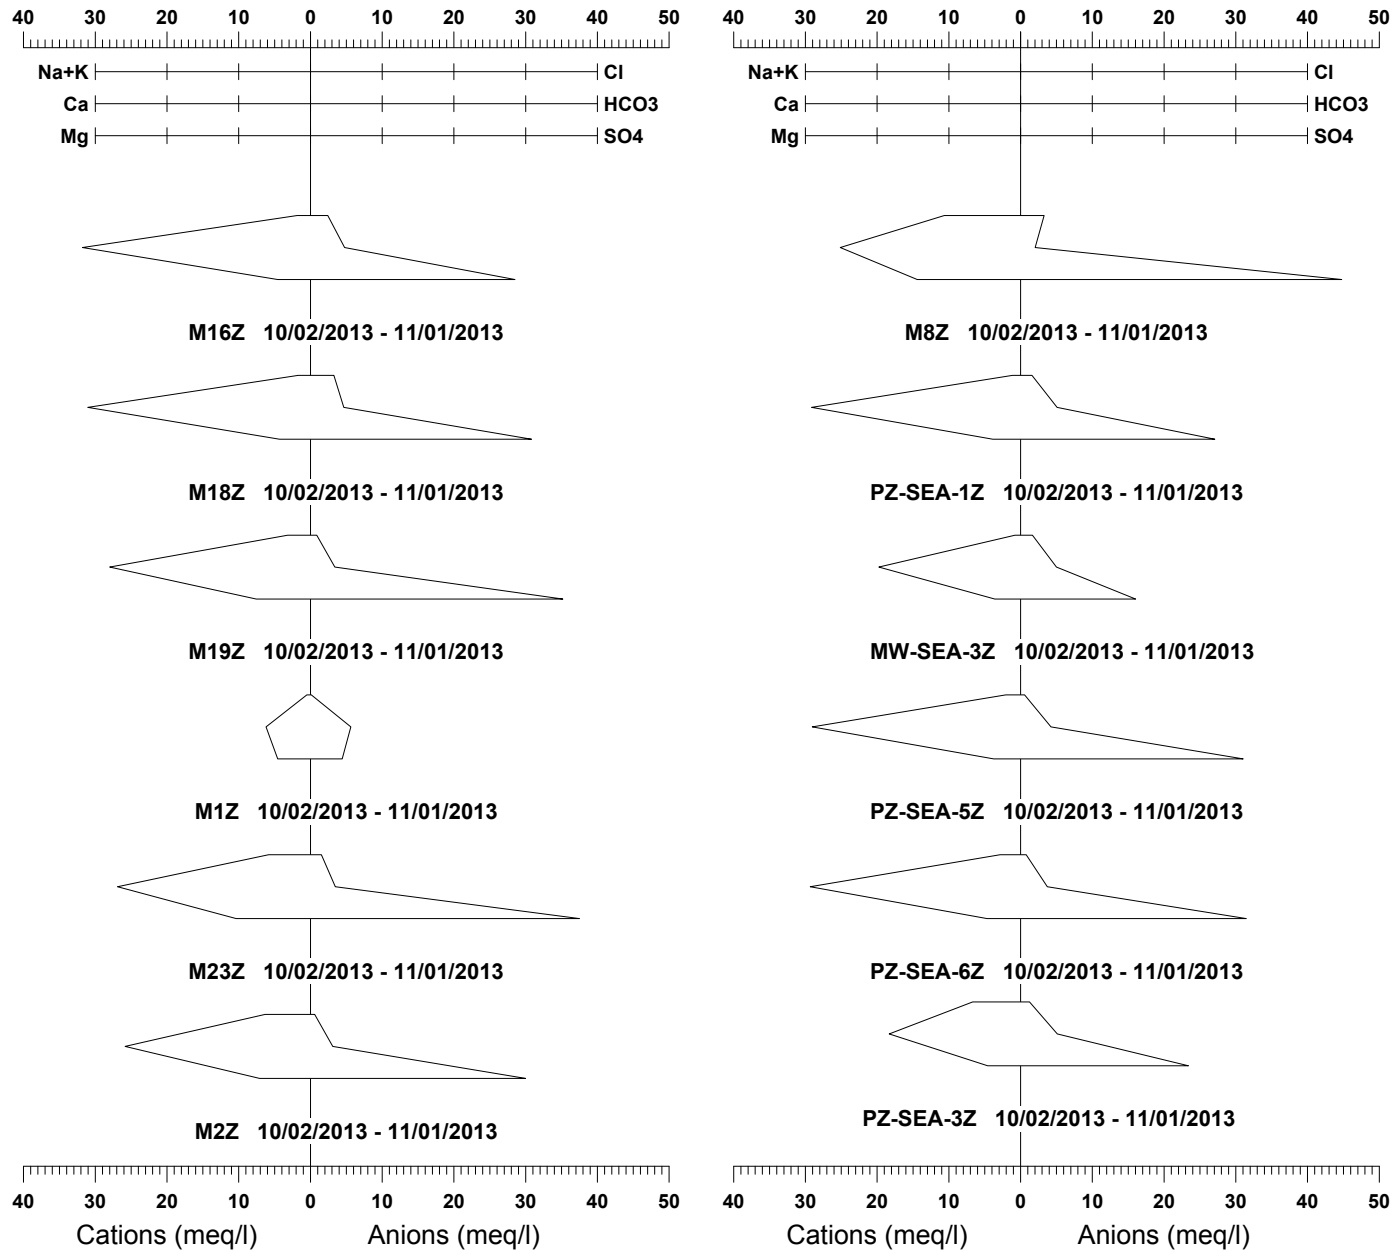 40 30 20 10 0 10 20 30 40 50
Na+K Cl
Ca HCO3
Mg SO4
M16Z 10/02/2013 - 11/01/2013
M18Z 10/02/2013 - 11/01/2013
M19Z 10/02/2013 - 11/01/2013
M1Z 10/02/2013 - 11/01/2013
M23Z 10/02/2013 - 11/01/2013
M2Z 10/02/2013 - 11/01/2013
40 30 20 10 0 10 20 30 40 50
Cations (meq/l) Anions (meq/l)
40 30 20 10 0 10 20 30 40 50
Na+K Cl
Ca HCO3
Mg SO4
M8Z 10/02/2013 - 11/01/2013
PZ-SEA-1Z 10/02/2013 - 11/01/2013
MW-SEA-3Z 10/02/2013 - 11/01/2013
PZ-SEA-5Z 10/02/2013 - 11/01/2013
PZ-SEA-6Z 10/02/2013 - 11/01/2013
PZ-SEA-3Z 10/02/2013 - 11/01/2013
40 30 20 10 0 10 20 30 40 50
Cations (meq/l) Anions (meq/l)